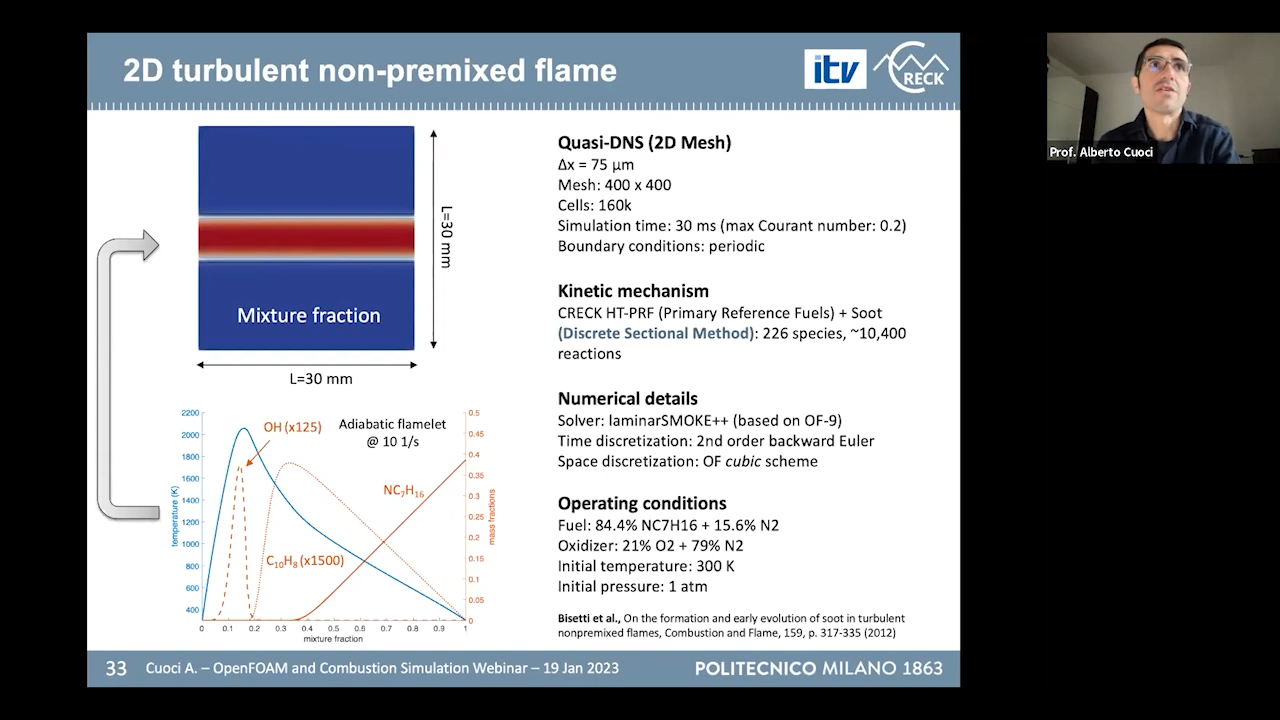 2D turbulent non-premixed flame
itv
CRECK
Prof. Alberto Cuoci
Mixture fraction
L=30 mm
L=30 mm
Quasi-DNS (2D Mesh)
Δx = 75 μm
Mesh: 400 x 400
Cells: 160k
Simulation time: 30 ms (max Courant number: 0.2)
Boundary conditions: periodic
Kinetic mechanism
CRECK HT-PRF (Primary Reference Fuels) + Soot
(Discrete Sectional Method): 226 species, ~10,400
reactions
Numerical details
Solver: laminarSMOKE++ (based on OF-9)
Time discretization: 2nd order backward Euler
Space discretization: OF cubic scheme
Operating conditions
Fuel: 84.4% NC7H16 + 15.6% N2
Oxidizer: 21% O2 + 79% N2
Initial temperature: 300 K
Initial pressure: 1 atm
Bisetti et al., On the formation and early evolution of soot in turbulent
nonpremixed flames, Combustion and Flame, 159, p. 317-335 (2012)
Adiabatic flamelet
@ 10 1/s
OH (x125)
NC₇H₁₆
C₁₀H₈ (x1500)
temperature (K)
2200
2000
1800
1600
1400
1200
1000
800
600
400
mass fractions
0.5
0.45
0.4
0.35
0.3
0.25
0.2
0.15
0.1
0.05
0
0 0.1 0.2 0.3 0.4 0.5 0.6 0.7 0.8 0.9 1
mixture fraction
33 Cuoci A. – OpenFOAM and Combustion Simulation Webinar – 19 Jan 2023
POLITECNICO MILANO 1863